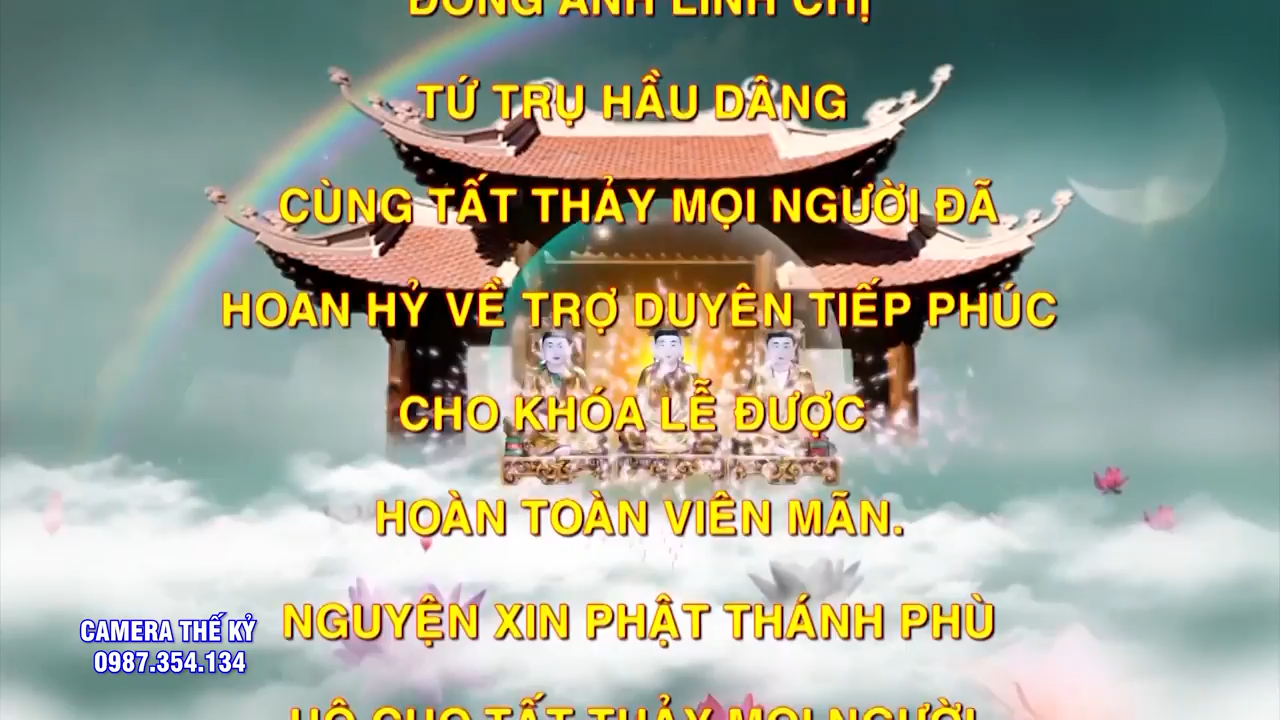 ĐỒNG ANH LINH CHỊ
TỨ TRỤ HẦU DÂNG
CÙNG TẤT THẢY MỌI NGƯỜI ĐÃ
HOAN HỶ VỀ TRỢ DUYÊN TIẾP PHÚC
CHO KHÓA LỄ ĐƯỢC
HOÀN TOÀN VIÊN MÃN.
NGUYỆN XIN PHẬT THÁNH PHÙ
HỘ CHO TẤT THẢY MỌI NGƯỜI
CAMERA THẾ KỶ
0987.354.134